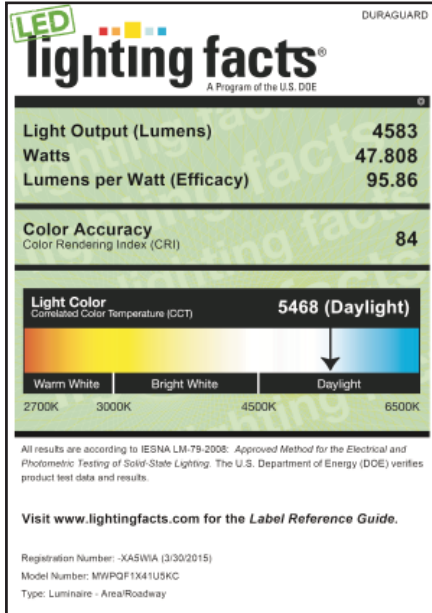 DURAGUARD
LED
lighting facts®
A Program of the U.S. DOE
Light Output (Lumens) 4583
Watts 47.808
Lumens per Watt (Efficacy) 95.86
Color Accuracy
Color Rendering Index (CRI) 84
Light Color
Correlated Color Temperature (CCT) 5468 (Daylight)
Warm White Bright White Daylight
2700K 3000K 4500K 6500K
All results are according to IESNA LM-79-2008: Approved Method for the Electrical and
Photometric Testing of Solid-State Lighting. The U.S. Department of Energy (DOE) verifies
product test data and results.
Visit www.lightingfacts.com for the Label Reference Guide.
Registration Number: -XA5WIA (3/30/2015)
Model Number: MWPQF1X41U5KC
Type: Luminaire - Area/Roadway